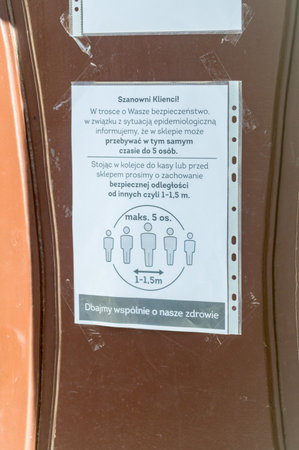 Szanowni Klienci!
W trosce o Wasze bezpieczeństwo,
w związku z sytuacją epidemiologiczną
informujemy, że w sklepie może
przebywać w tym samym
czasie do 5 osób.
Stojąc w kolejce do kasy lub przed
sklepem prosimy o zachowanie
bezpiecznej odległości
od innych czyli 1-1,5 m.
maks. 5 os.
1-1,5m
Dbajmy wspólnie o nasze zdrowie